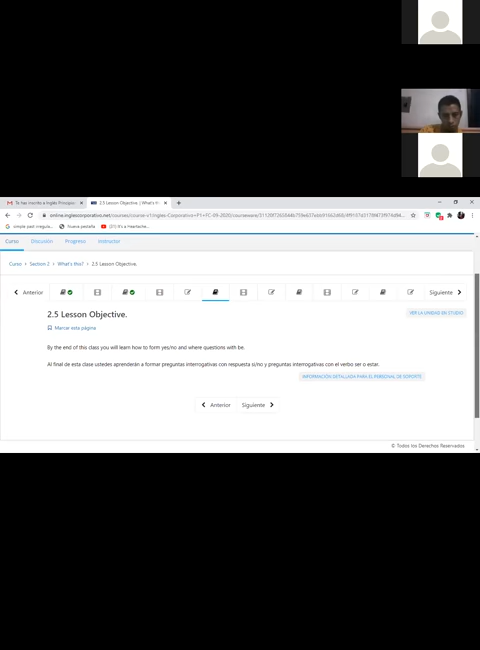 Te has inscrito a Inglés Principian
2.5 Lesson Objective. | What's th
online.inglescorporativo.net/courses/course-v1:Ingles-Corporativo+P1+FC-09-2020/courseware/
simple past irregula...
Nueva pestaña
(21) It's a Heartache...
Curso
Discusión
Progreso
Instructor
Curso > Section 2 > What's this? > 2.5 Lesson Objective.
Anterior
Siguiente
2.5 Lesson Objective.
VER LA UNIDAD EN STUDIO
Marcar esta página
By the end of this class you will learn how to form yes/no and where questions with be.
Al final de esta clase ustedes aprenderán a formar preguntas interrogativas con respuesta si/no y preguntas interrogativas con el verbo ser o estar.
INFORMACIÓN DETALLADA PARA EL PERSONAL DE SOPORTE
Anterior
Siguiente
© Todos los Derechos Reservados